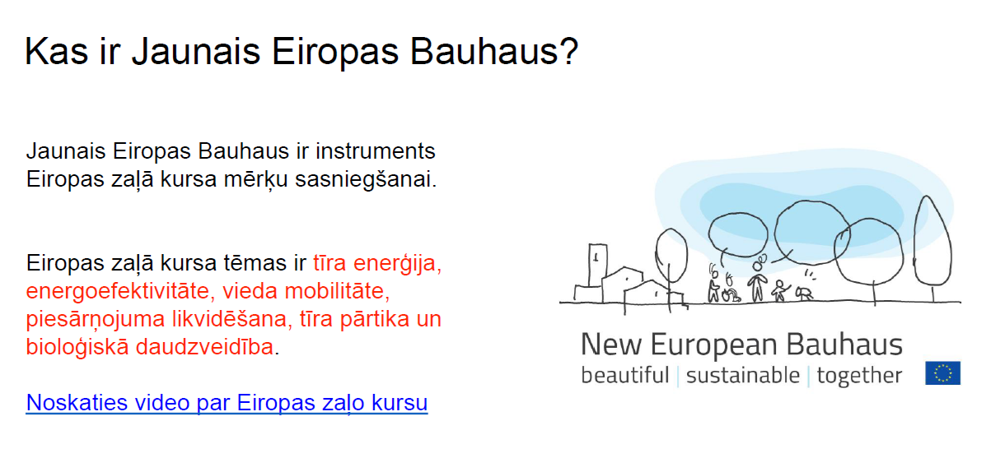 Kas ir Jaunais Eiropas Bauhaus?
Jaunais Eiropas Bauhaus ir instruments
Eiropas zaļā kursa mērķu sasniegšanai.
Eiropas zaļā kursa tēmas ir tīra enerģija,
energoefektivitāte, vieda mobilitāte,
piesārņojuma likvidēšana, tīra pārtika un
bioloģiskā daudzveidība.
Noskaties video par Eiropas zaļo kursu
New European Bauhaus
beautiful | sustainable | together